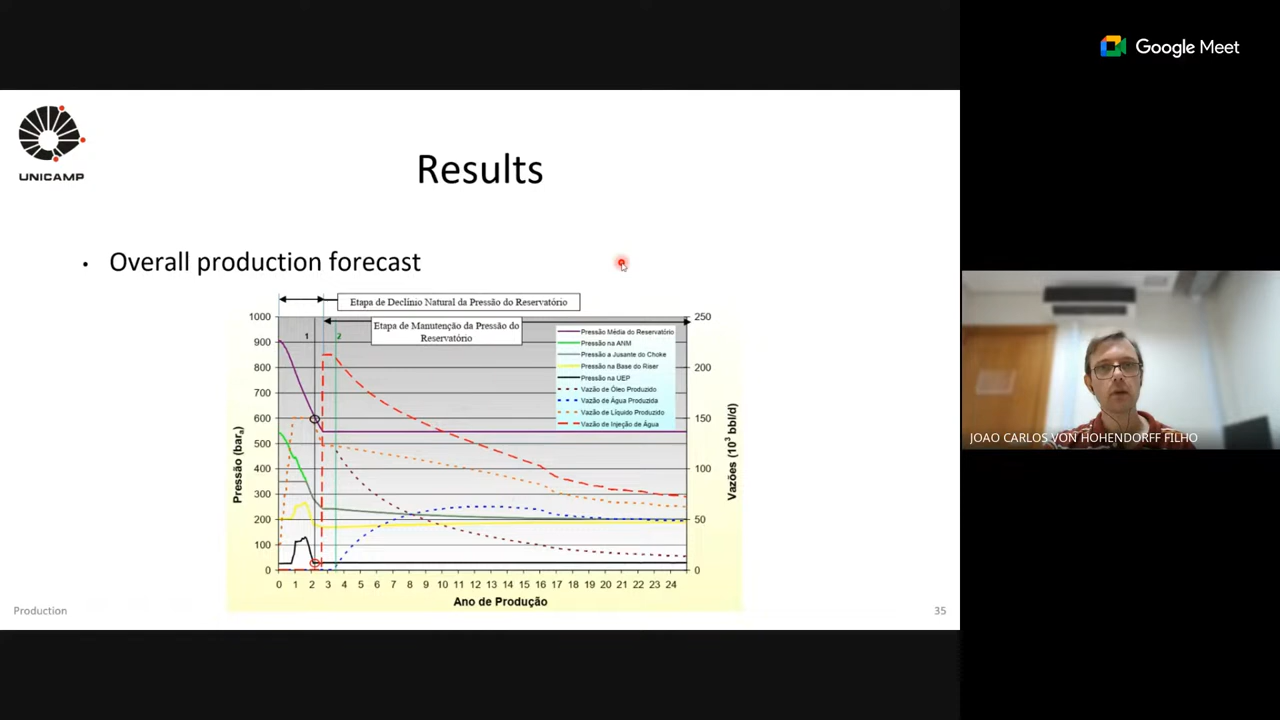 Google Meet
UNICAMP
Results
• Overall production forecast
Etapa de Declínio Natural da Pressão do Reservatório
Etapa de Manutenção da Pressão do
Reservatório
1000
900
800
700
600
500
400
300
200
100
0
Pressão (barₐ)
1
2
Pressão Média do Reservatório
Pressão na ANM
Pressão a Jusante do Choke
Pressão na Base do Riser
Pressão na UEP
Vazão de Óleo Produzido
Vazão de Água Produzida
Vazão de Líquido Produzido
Vazão de Injeção de Água
250
200
150
100
50
0
Vazões (10³ bbl/d)
0 1 2 3 4 5 6 7 8 9 10 11 12 13 14 15 16 17 18 19 20 21 22 23 24
Ano de Produção
Production
35
JOAO CARLOS VON HOHENDORFF FILHO